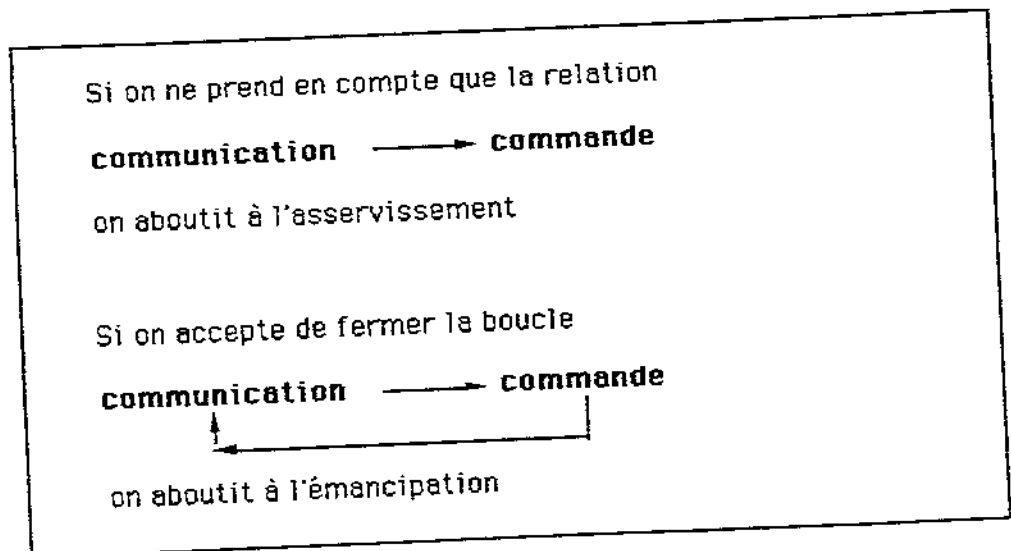 Si on ne prend en compte que la relation
communication → commande
on aboutit à l'asservissement
Si on accepte de fermer la boucle
communication → commande
on aboutit à l'émancipation